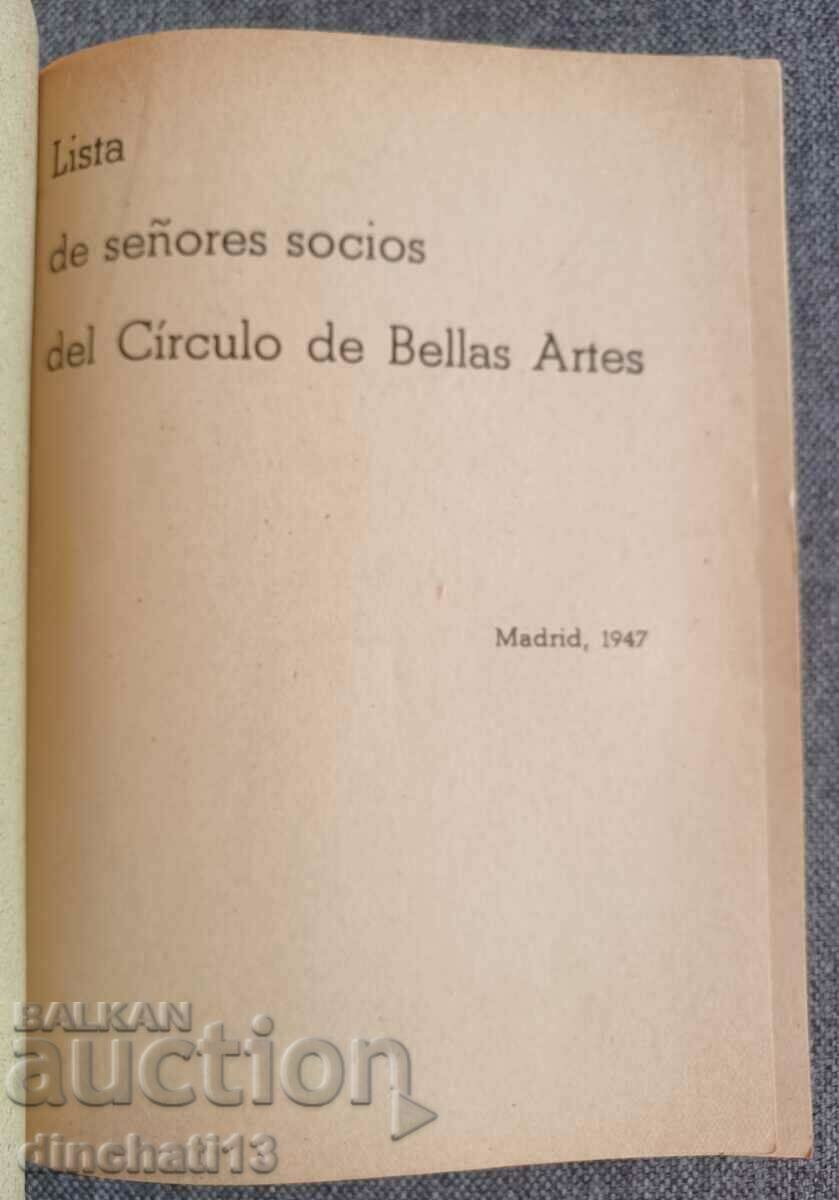 Lista
de señores socios
del Círculo de Bellas Artes
Madrid, 1947
BALKAN
auction
dinchati13